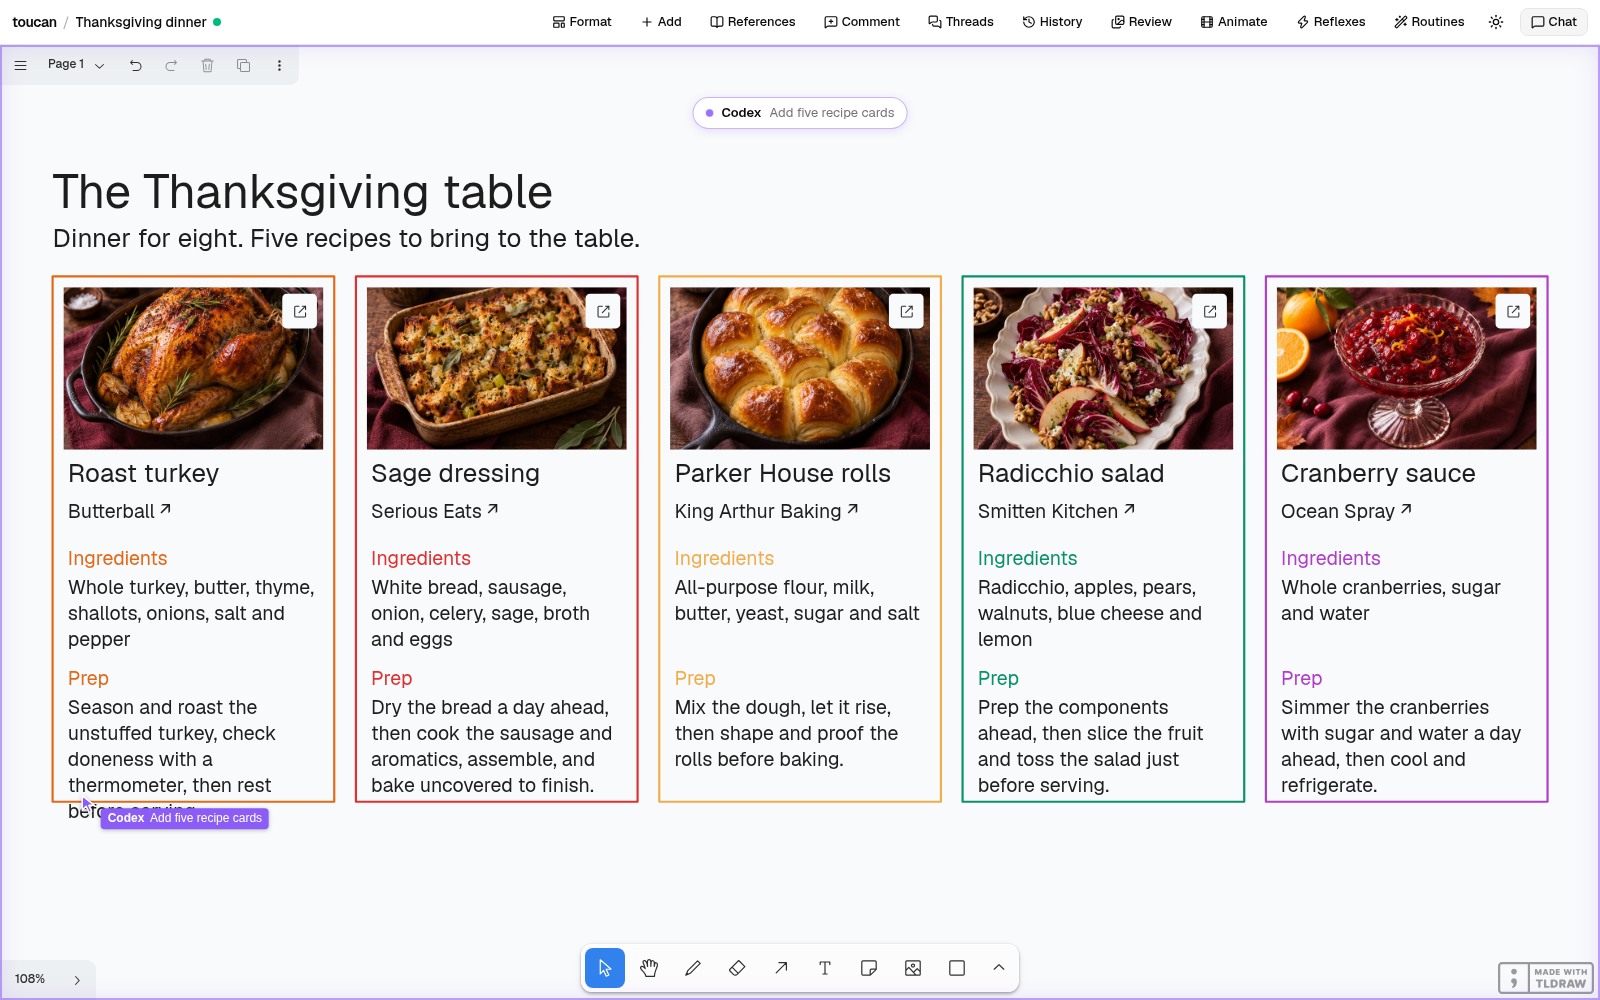 toucan / Thanksgiving dinner
Format
Add
References
Comment
Threads
History
Review
Animate
Reflexes
Routines
Chat
Page 1
Codex Add five recipe cards
The Thanksgiving table
Dinner for eight. Five recipes to bring to the table.
Roast turkey
Butterball ↗
Ingredients
Whole turkey, butter, thyme,
shallots, onions, salt and
pepper
Prep
Season and roast the
unstuffed turkey, check
doneness with a
thermometer, then rest
before serving.
Codex Add five recipe cards
Sage dressing
Serious Eats ↗
Ingredients
White bread, sausage,
onion, celery, sage, broth
and eggs
Prep
Dry the bread a day ahead,
then cook the sausage and
aromatics, assemble, and
bake uncovered to finish.
Parker House rolls
King Arthur Baking ↗
Ingredients
All-purpose flour, milk,
butter, yeast, sugar and salt
Prep
Mix the dough, let it rise,
then shape and proof the
rolls before baking.
Radicchio salad
Smitten Kitchen ↗
Ingredients
Radicchio, apples, pears,
walnuts, blue cheese and
lemon
Prep
Prep the components
ahead, then slice the fruit
and toss the salad just
before serving.
Cranberry sauce
Ocean Spray ↗
Ingredients
Whole cranberries, sugar
and water
Prep
Simmer the cranberries
with sugar and water a day
ahead, then cool and
refrigerate.
108%
MADE WITH
TLDRAW